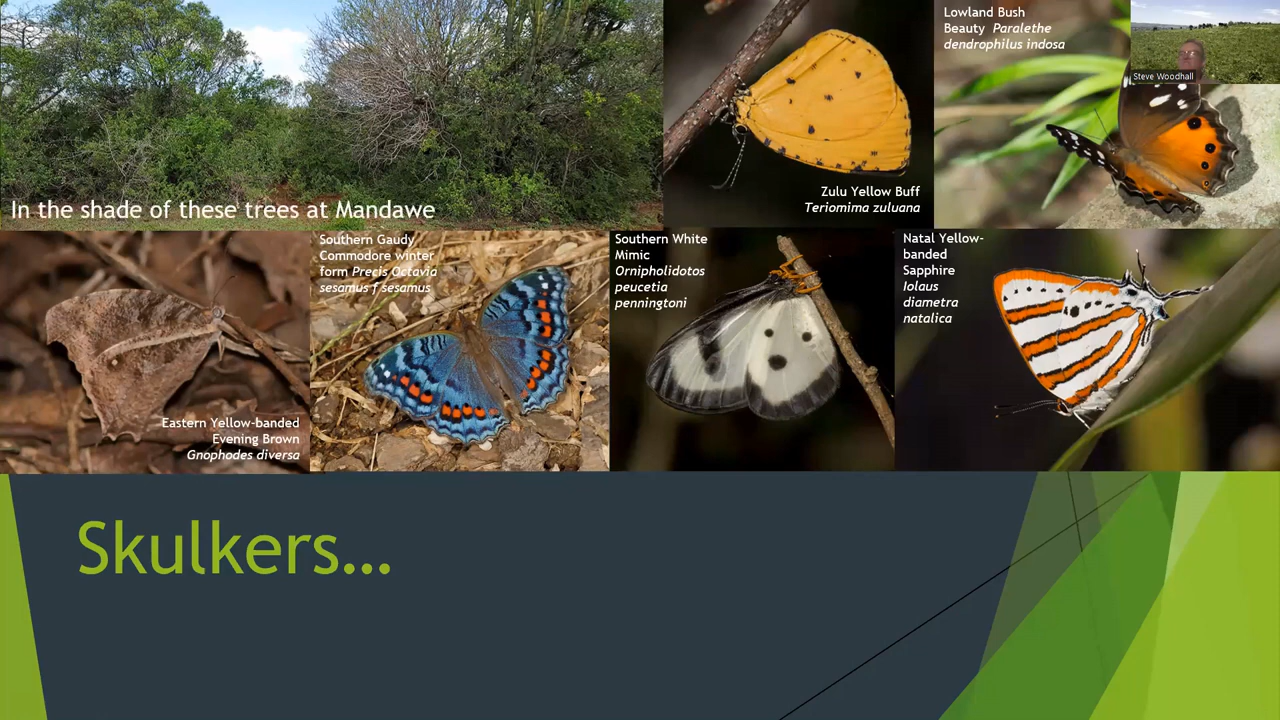 In the shade of these trees at Mandawe
Zulu Yellow Buff
Teriomima zuluana
Lowland Bush
Beauty Paralethe
dendrophilus indosa
Steve Woodhall
Eastern Yellow-banded
Evening Brown
Gnophodes diversa
Southern Gaudy
Commodore winter
form Precis Octavia
sesamus f sesamus
Southern White
Mimic
Ornipholidotos
peucetia
penningtoni
Natal Yellow-
banded
Sapphire
Iolaus
diametra
natalica
Skulkers...